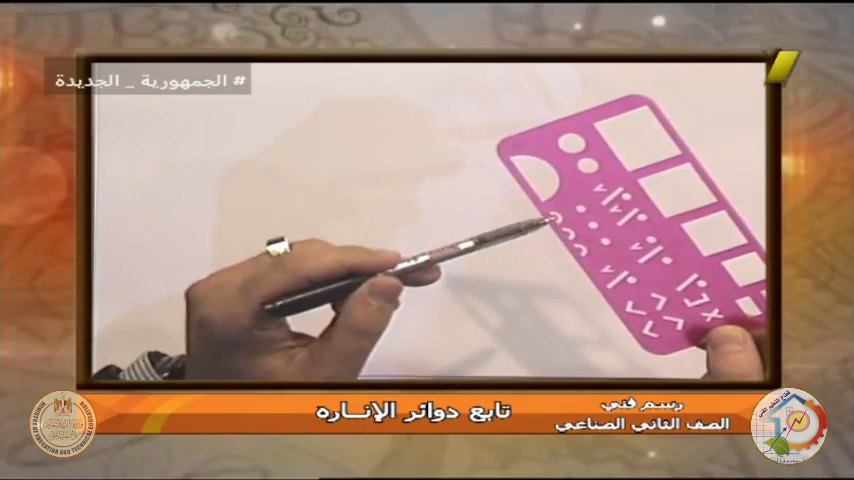 # الجمهورية _ الجديدة
رسم فني
الصف الثاني الصناعي
تابع دوائر الإنــاره